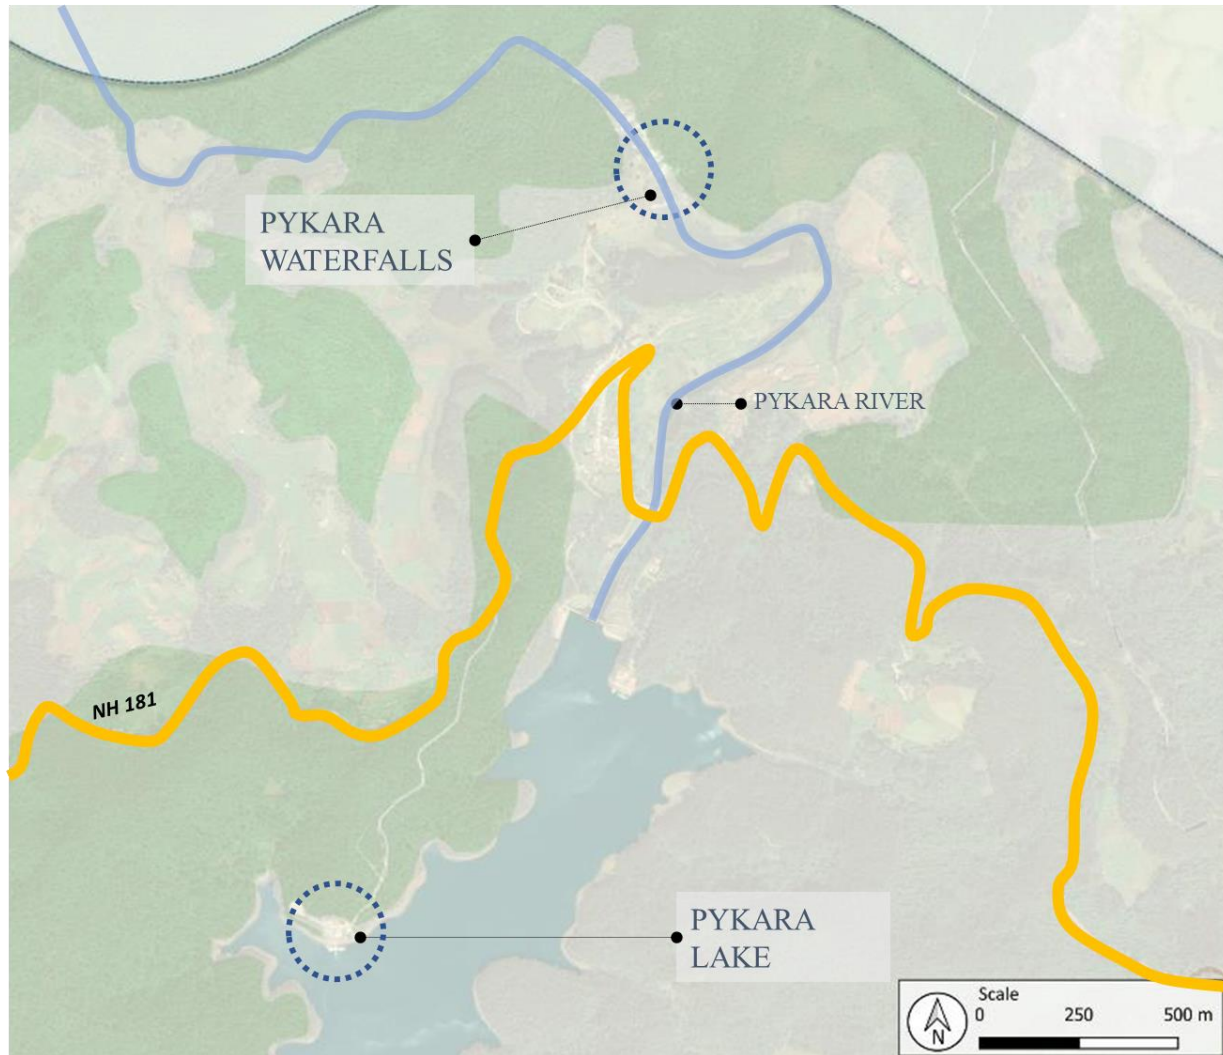 PYKARA
WATERFALLS
PYKARA RIVER
NH 181
PYKARA
LAKE
Scale
0 250 500 m
N